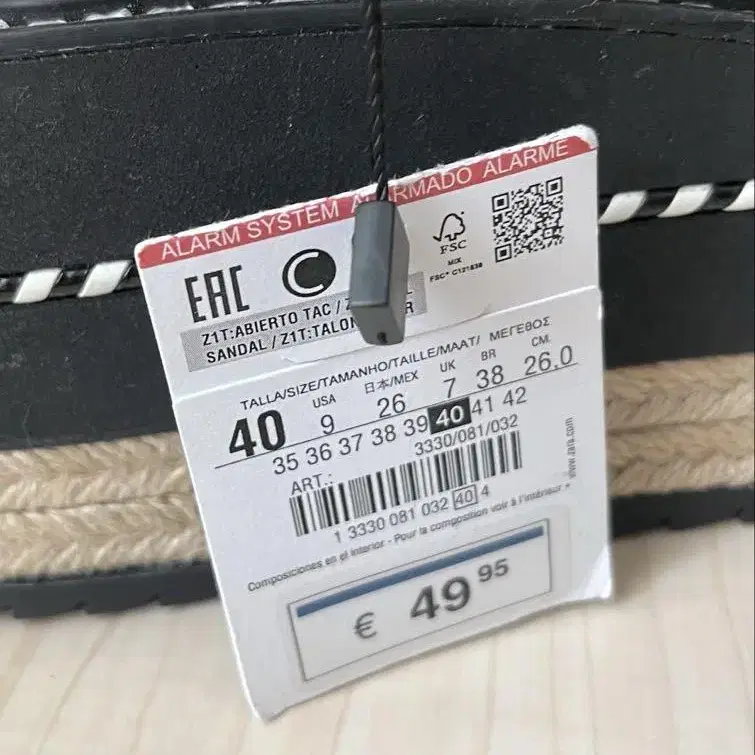 ALARM SYSTEM ALARMADO ALARME
EAC
C
FSC
MIX
FSC® C121838
Z1T:ABIERTO TAC /
SANDAL / Z1T:TALON
TALLA/SIZE/TAMANHO/TAILLE/MAAT/ ΜΕΓΕΘΟΣ
USA 日本/MEX UK BR CM.
40 9 26 7 38 26.0
35 36 37 38 39 40 41 42
ART.: 3330/081/032
1 3330 081 032 40 4
www.zara.com
Composiciones en el interior - Pour la composition voir à l'intérieur
€ 49 95